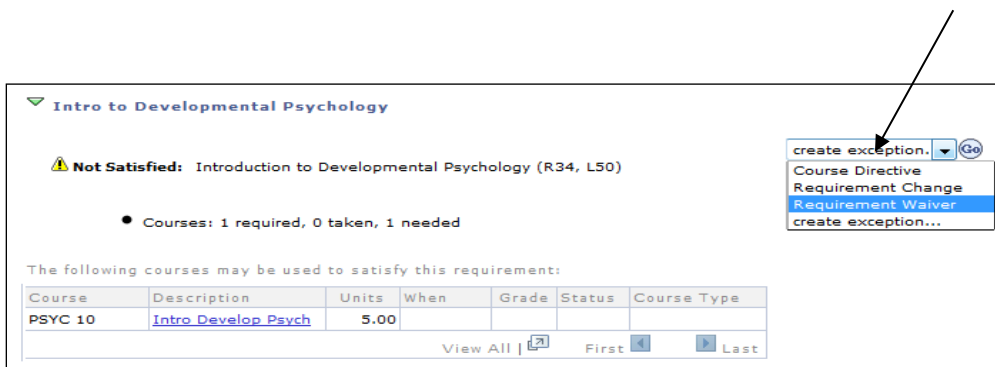 Intro to Developmental Psychology
Not Satisfied: Introduction to Developmental Psychology (R34, L50)
create exception. Go
Course Directive
Requirement Change
Requirement Waiver
create exception...
Courses: 1 required, 0 taken, 1 needed
The following courses may be used to satisfy this requirement:
Course Description Units When Grade Status Course Type
PSYC 10 Intro Develop Psych 5.00
View All | First Last